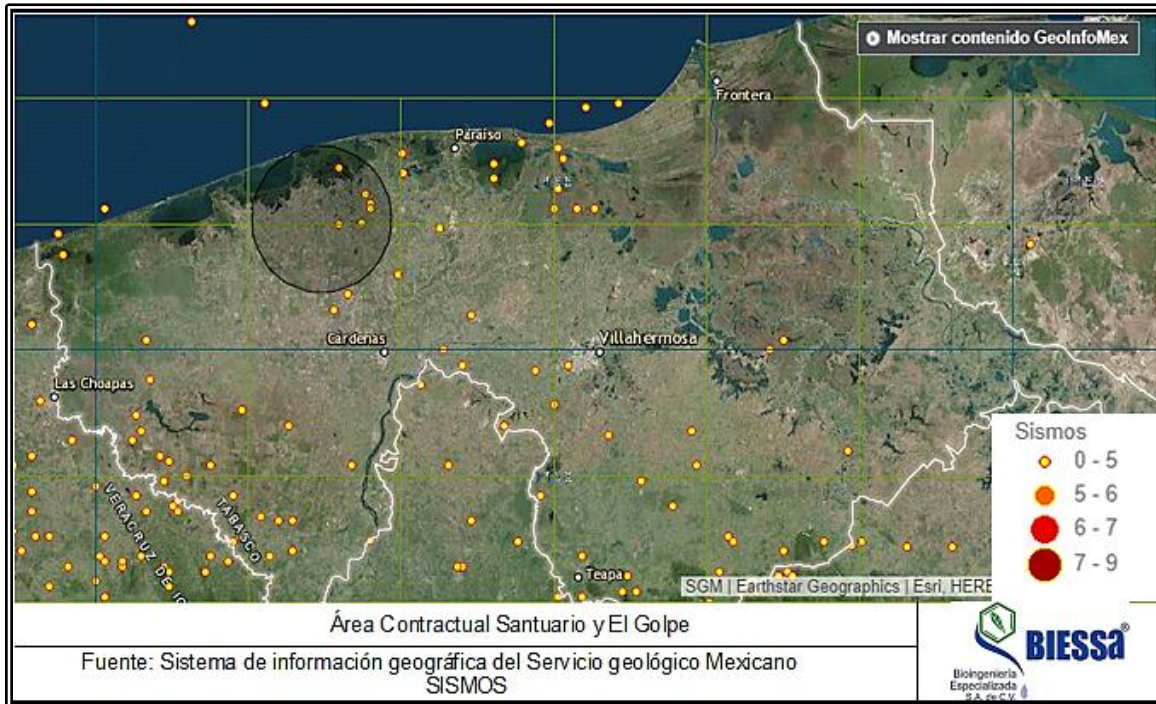 Mostrar contenido GeoInfoMex
Frontera
Paraíso
Cárdenas
Villahermosa
Las Choapas
VERACRUZ DE IG
TABASCO
Teapa
Sismos
0 - 5
5 - 6
6 - 7
7 - 9
SGM | Earthstar Geographics | Esri, HERE
Área Contractual Santuario y El Golpe
Fuente: Sistema de información geográfica del Servicio geológico Mexicano
SISMOS
BIESSA®
Bioingeniería
Especializada
S.A. de C.V.